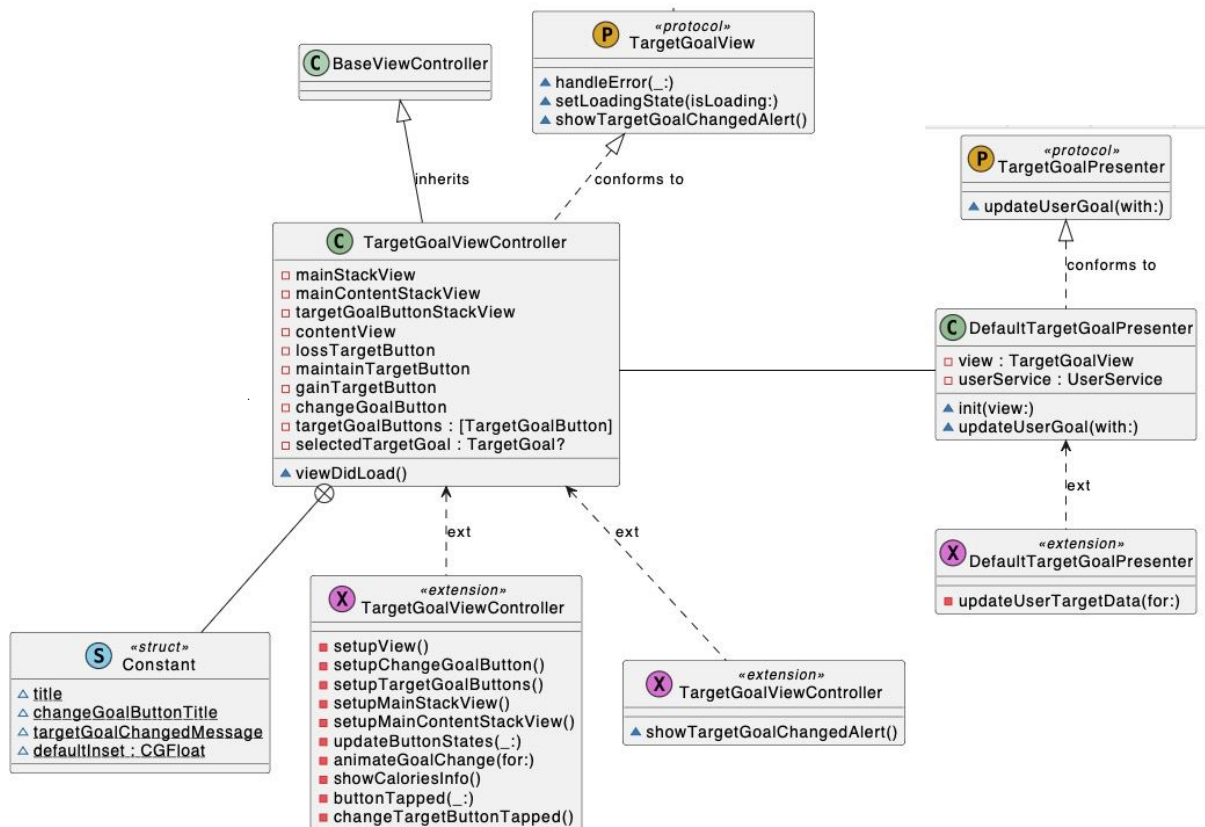 C BaseViewController
P «protocol»
TargetGoalView
handleError(_:)
setLoadingState(isLoading:)
showTargetGoalChangedAlert()
P «protocol»
TargetGoalPresenter
updateUserGoal(with:)
inherits
conforms to
conforms to
C TargetGoalViewController
mainStackView
mainContentStackView
targetGoalButtonStackView
contentView
lossTargetButton
maintainTargetButton
gainTargetButton
changeGoalButton
targetGoalButtons : [TargetGoalButton]
selectedTargetGoal : TargetGoal?
viewDidLoad()
C DefaultTargetGoalPresenter
view : TargetGoalView
userService : UserService
init(view:)
updateUserGoal(with:)
ext
ext
ext
X «extension»
DefaultTargetGoalPresenter
updateUserTargetData(for:)
S «struct»
Constant
title
changeGoalButtonTitle
targetGoalChangedMessage
defaultInset : CGFloat
X «extension»
TargetGoalViewController
setupView()
setupChangeGoalButton()
setupTargetGoalButtons()
setupMainStackView()
setupMainContentStackView()
updateButtonStates(_:)
animateGoalChange(for:)
showCaloriesInfo()
buttonTapped(_:)
changeTargetButtonTapped()
X «extension»
TargetGoalViewController
showTargetGoalChangedAlert()